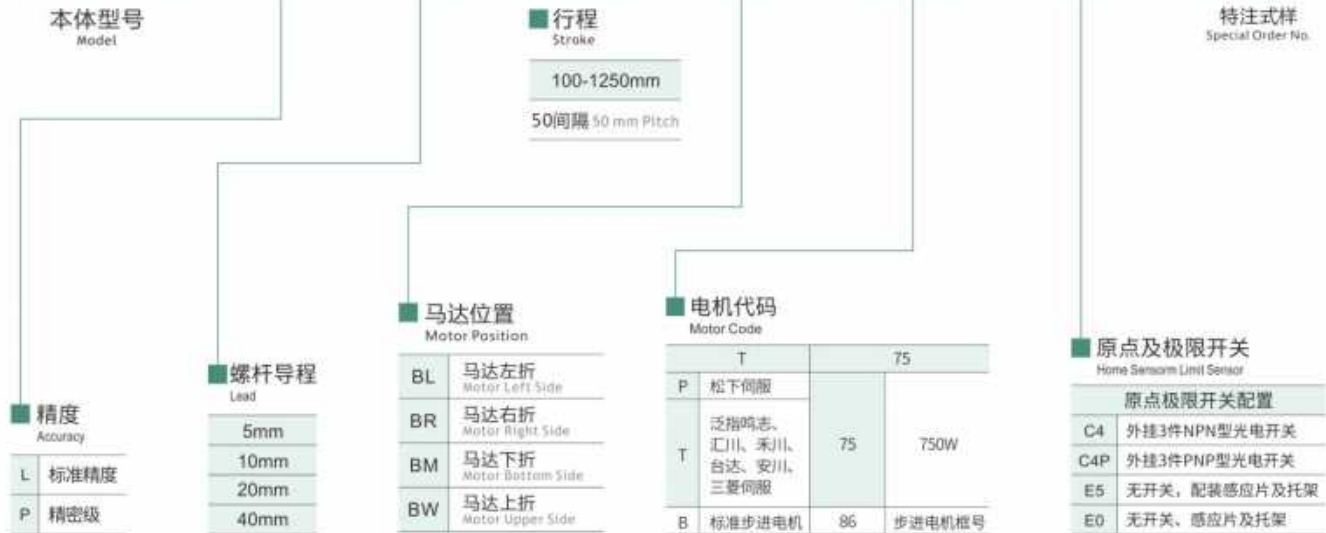 本体型号
Model
行程
Stroke
100-1250mm
50间隔 50 mm Pitch
特注式样
Special Order No.
精度
Accuracy
L 标准精度
P 精密级
螺杆导程
Lead
5mm
10mm
20mm
40mm
马达位置
Motor Position
BL 马达左折
Motor Left Side
BR 马达右折
Motor Right Side
BM 马达下折
Motor Bottom Side
BW 马达上折
Motor Upper Side
电机代码
Motor Code
T 75
P 松下伺服
T 泛指鸣志、
汇川、禾川、
台达、安川、
三菱伺服
75 750W
B 标准步进电机 86 步进电机框号
原点及极限开关
Home Sensorm Limit Sensor
原点极限开关配置
C4 外挂3件NPN型光电开关
C4P 外挂3件PNP型光电开关
E5 无开关，配装感应片及托架
E0 无开关、感应片及托架